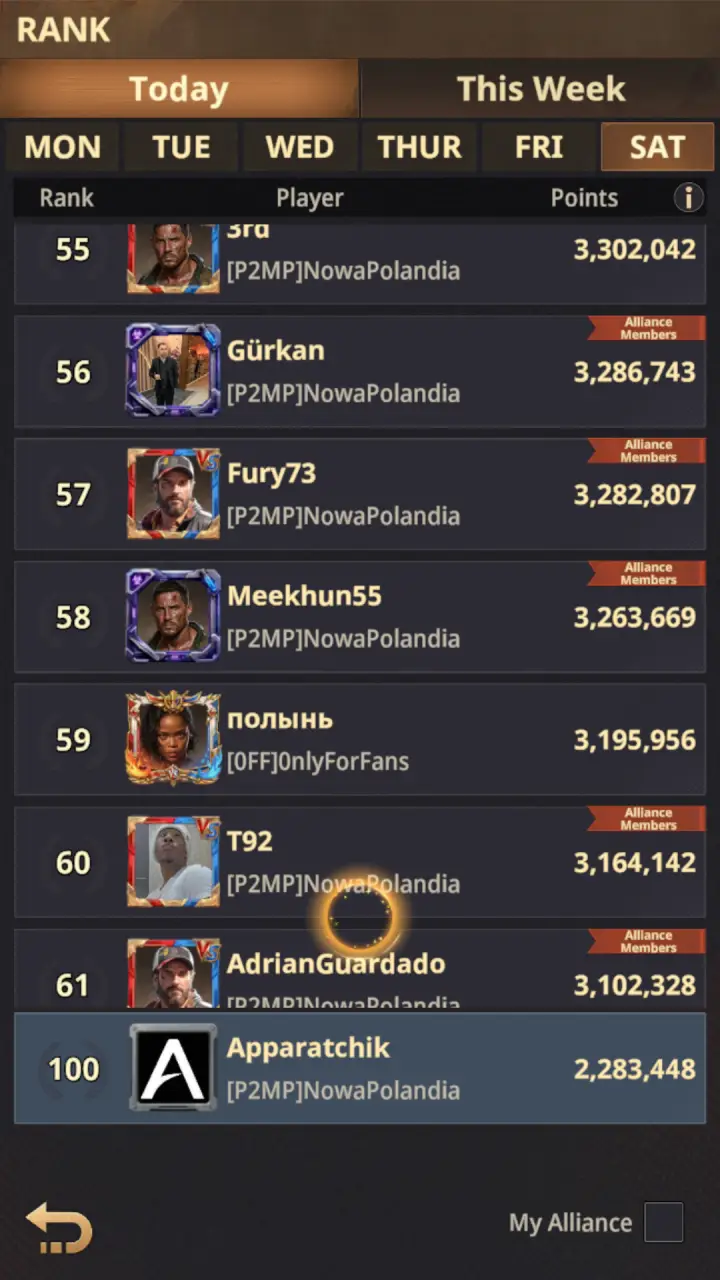 RANK
Today
This Week
MON
TUE
WED
THUR
FRI
SAT
Rank
Player
Points
55
3rd
[P2MP]NowaPolandia
3,302,042
56
Gürkan
[P2MP]NowaPolandia
Alliance
Members
3,286,743
57
Fury73
[P2MP]NowaPolandia
Alliance
Members
3,282,807
58
Meekhun55
[P2MP]NowaPolandia
Alliance
Members
3,263,669
59
полынь
[0FF]0nlyForFans
3,195,956
60
T92
[P2MP]NowaPolandia
Alliance
Members
3,164,142
61
AdrianGuardado
[P2MP]NowaPolandia
Alliance
Members
3,102,328
100
Apparatchik
[P2MP]NowaPolandia
2,283,448
My Alliance